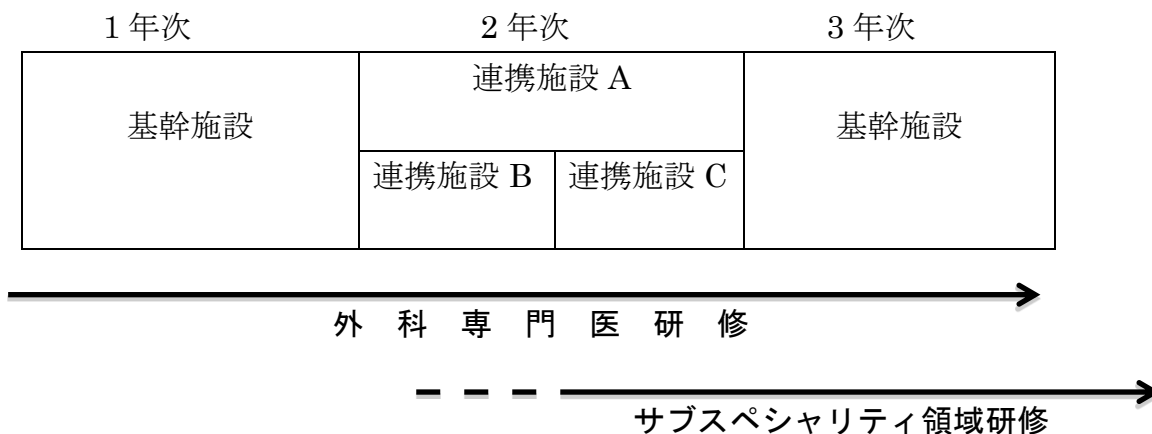 1 年次 2 年次 3 年次
連携施設 A
基幹施設 基幹施設
連携施設 B 連携施設 C
外科専門医研修
サブスペシャリティ領域研修